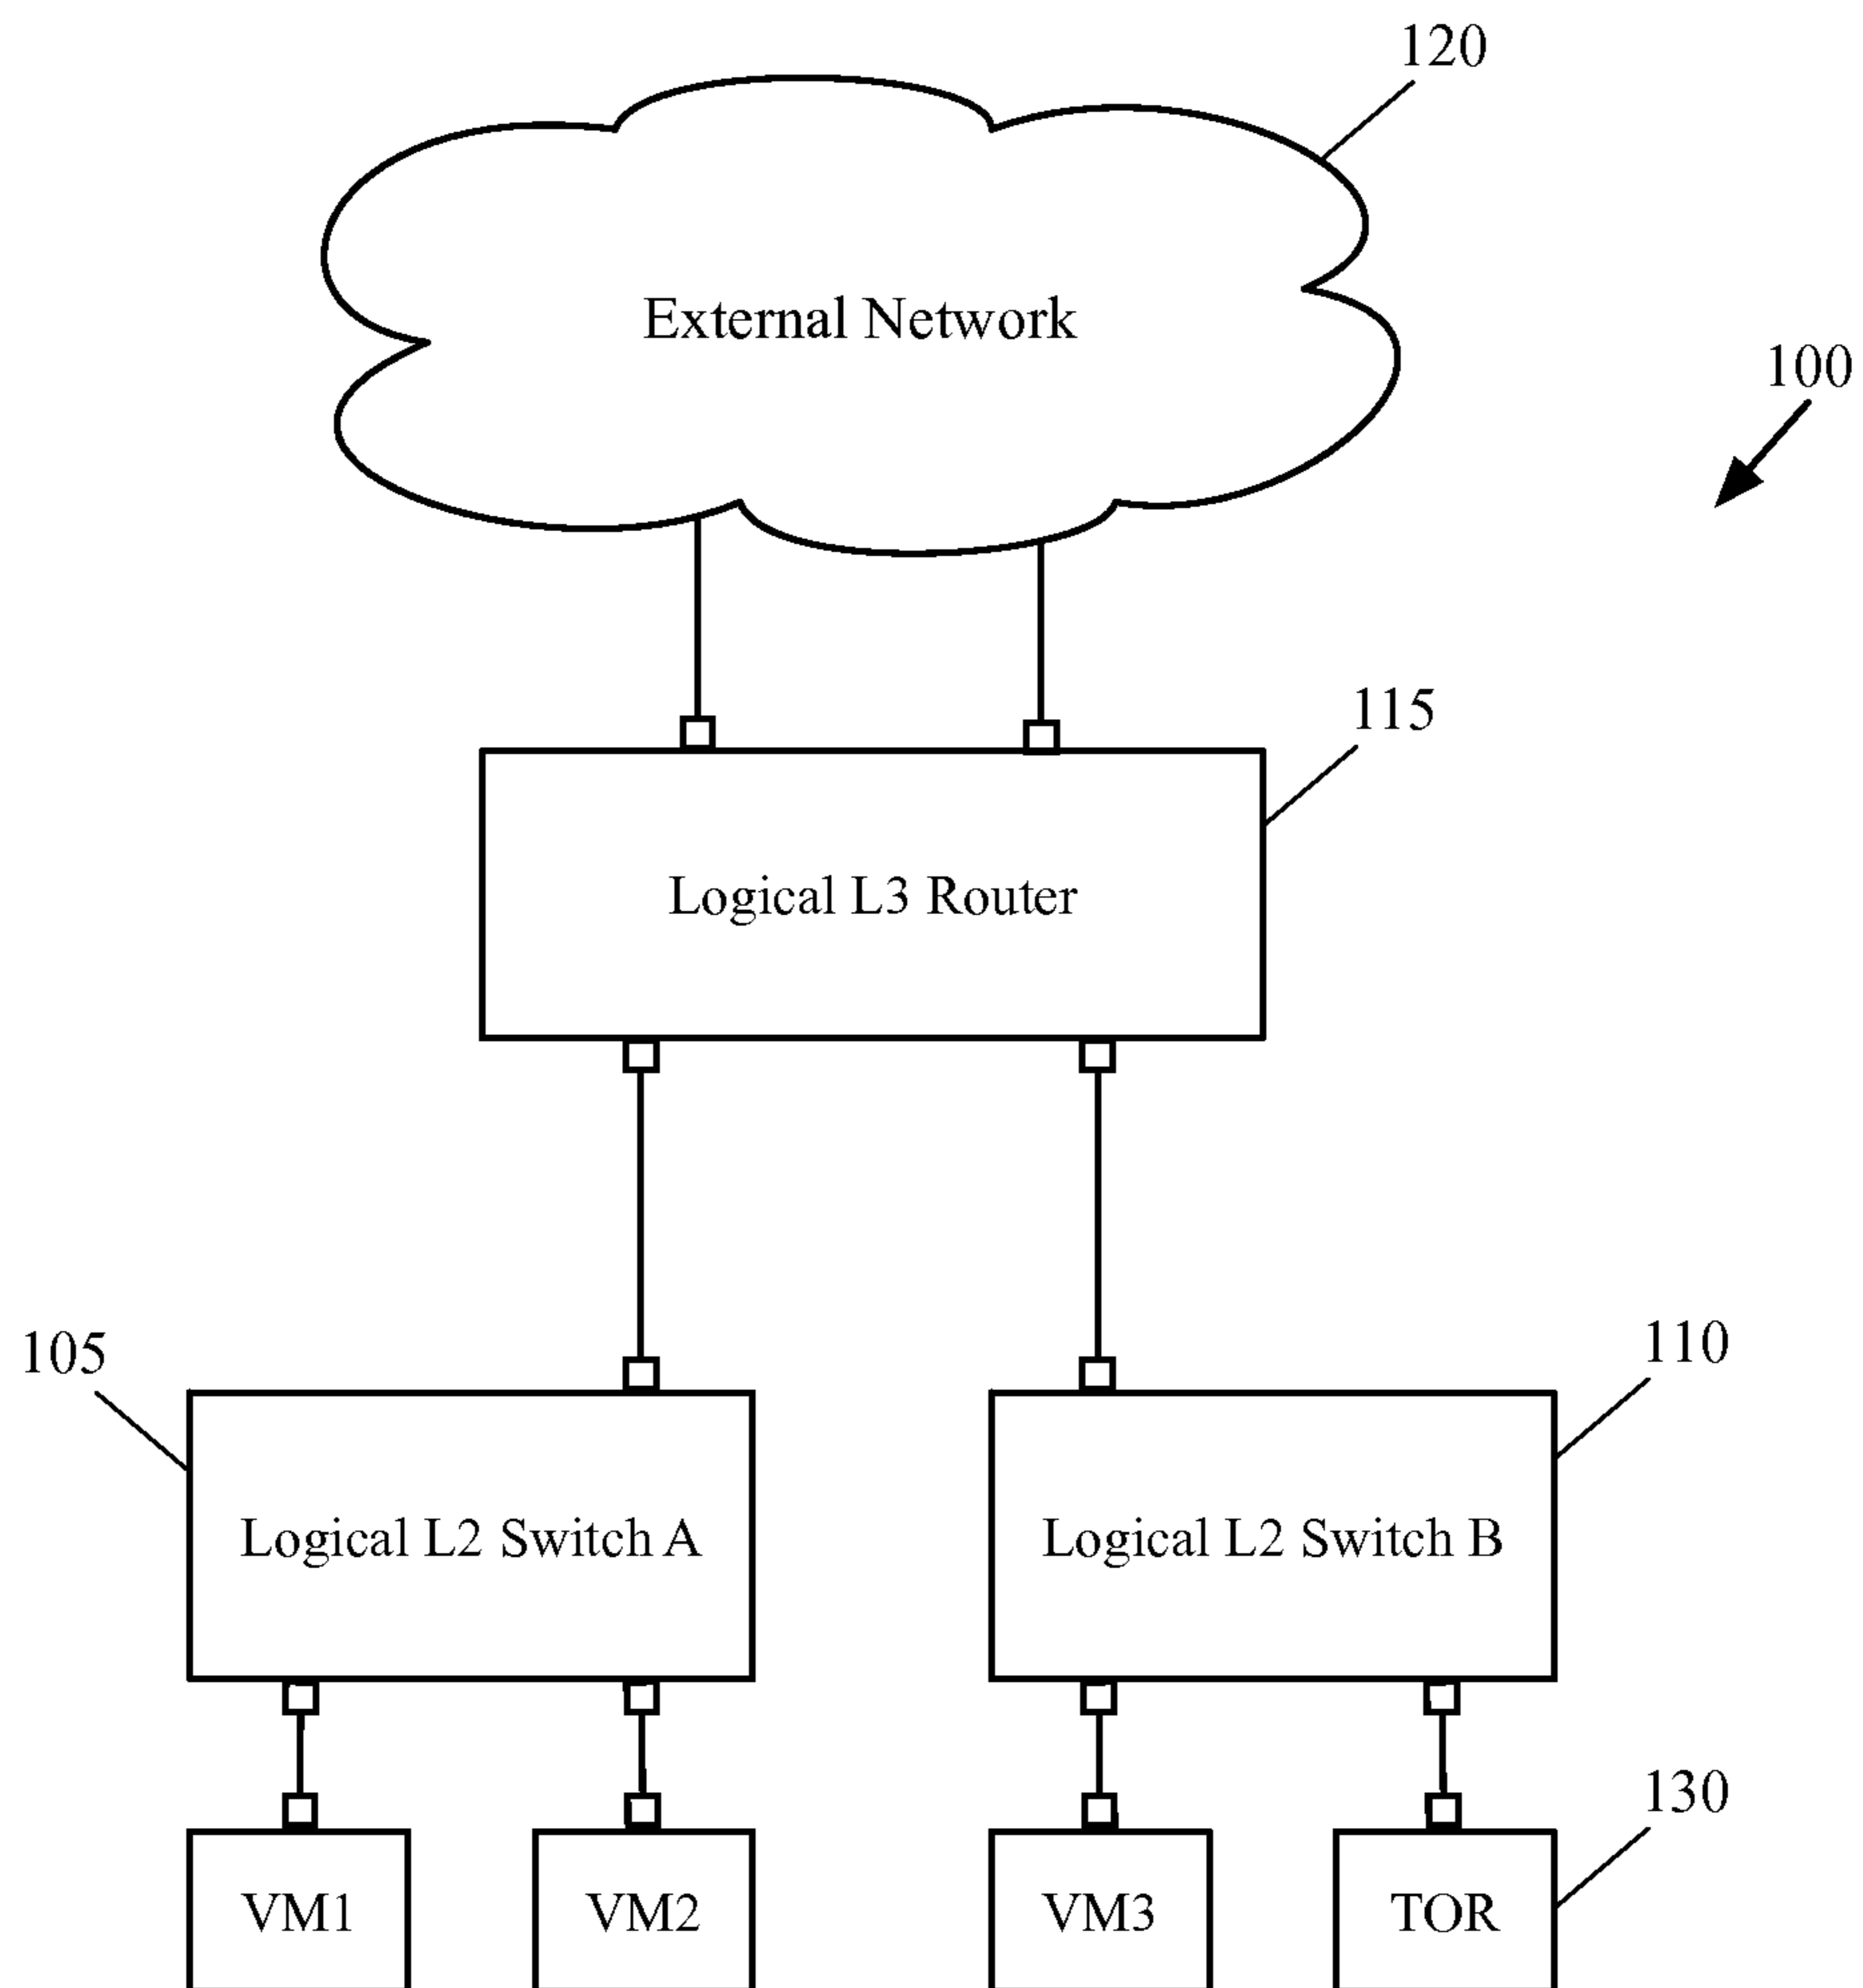 120
External Network
100
115
Logical L3 Router
105
110
Logical L2 Switch A
Logical L2 Switch B
130
VM1
VM2
VM3
TOR